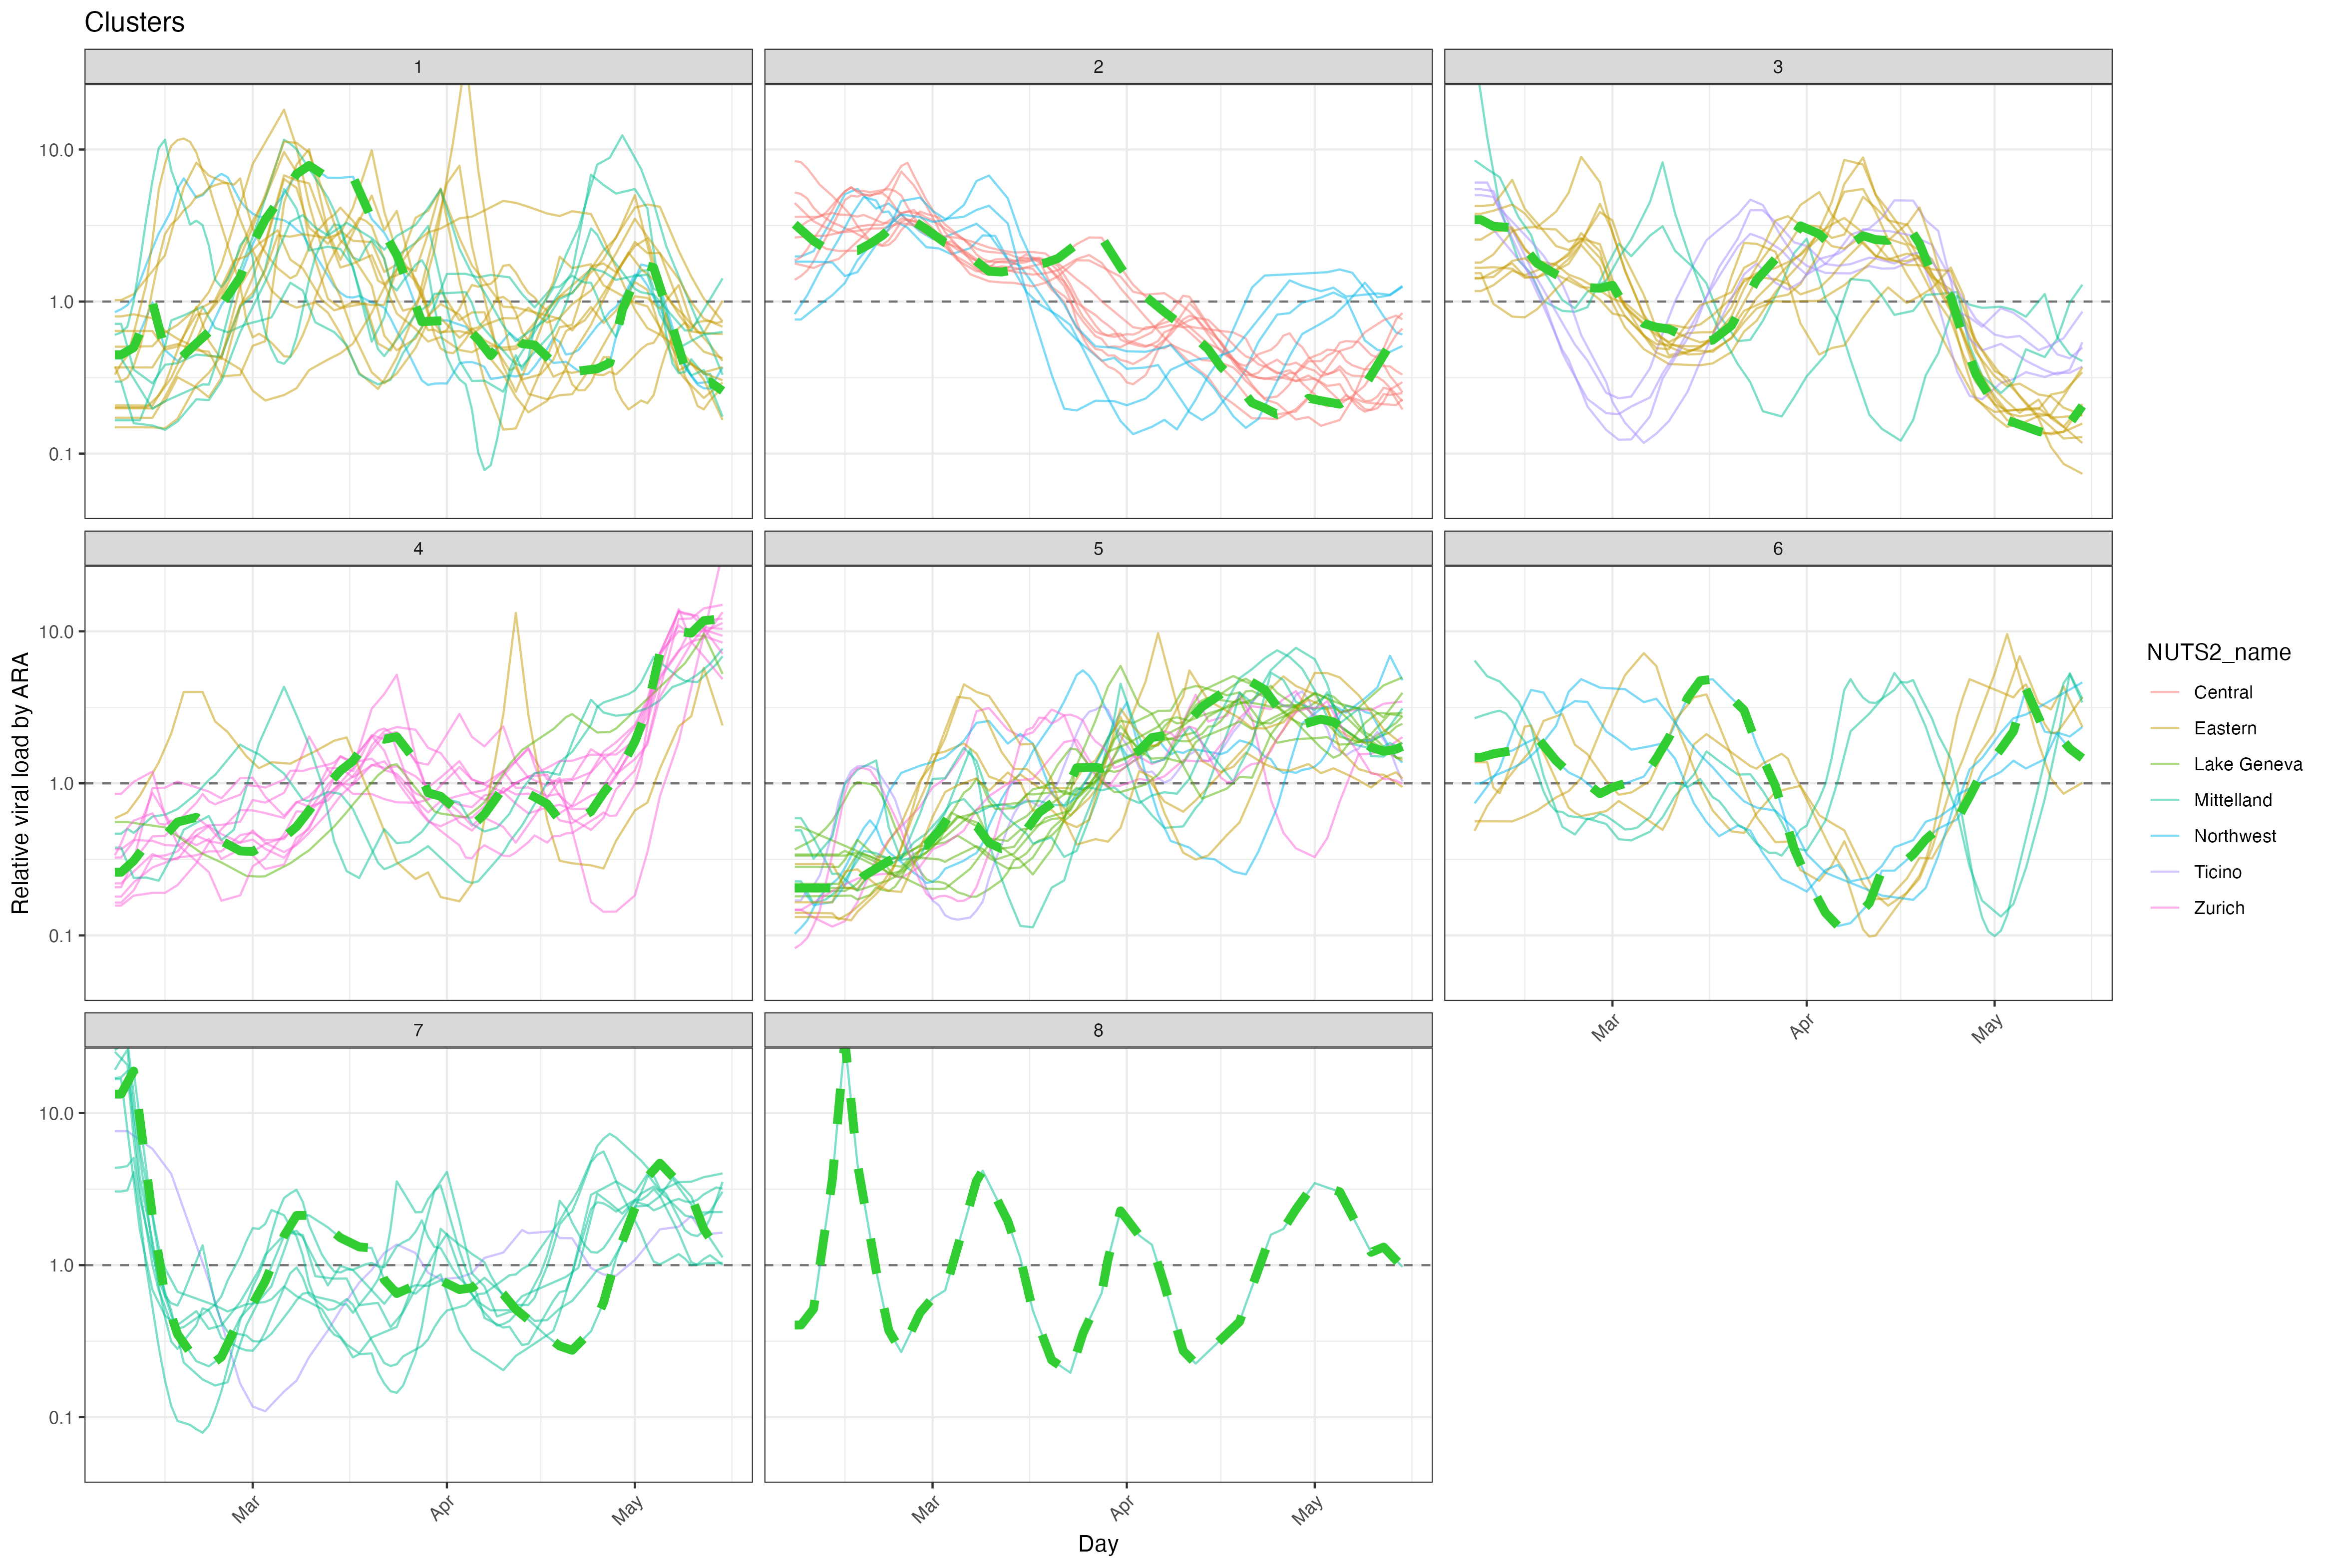 Clusters
1
2
3
10.0
1.0
0.1
4
5
6
10.0
1.0
0.1
Mar
Apr
May
7
8
10.0
1.0
0.1
Mar
Apr
May
Mar
Apr
May
Day
Relative viral load by ARA
NUTS2_name
Central
Eastern
Lake Geneva
Mittelland
Northwest
Ticino
Zurich